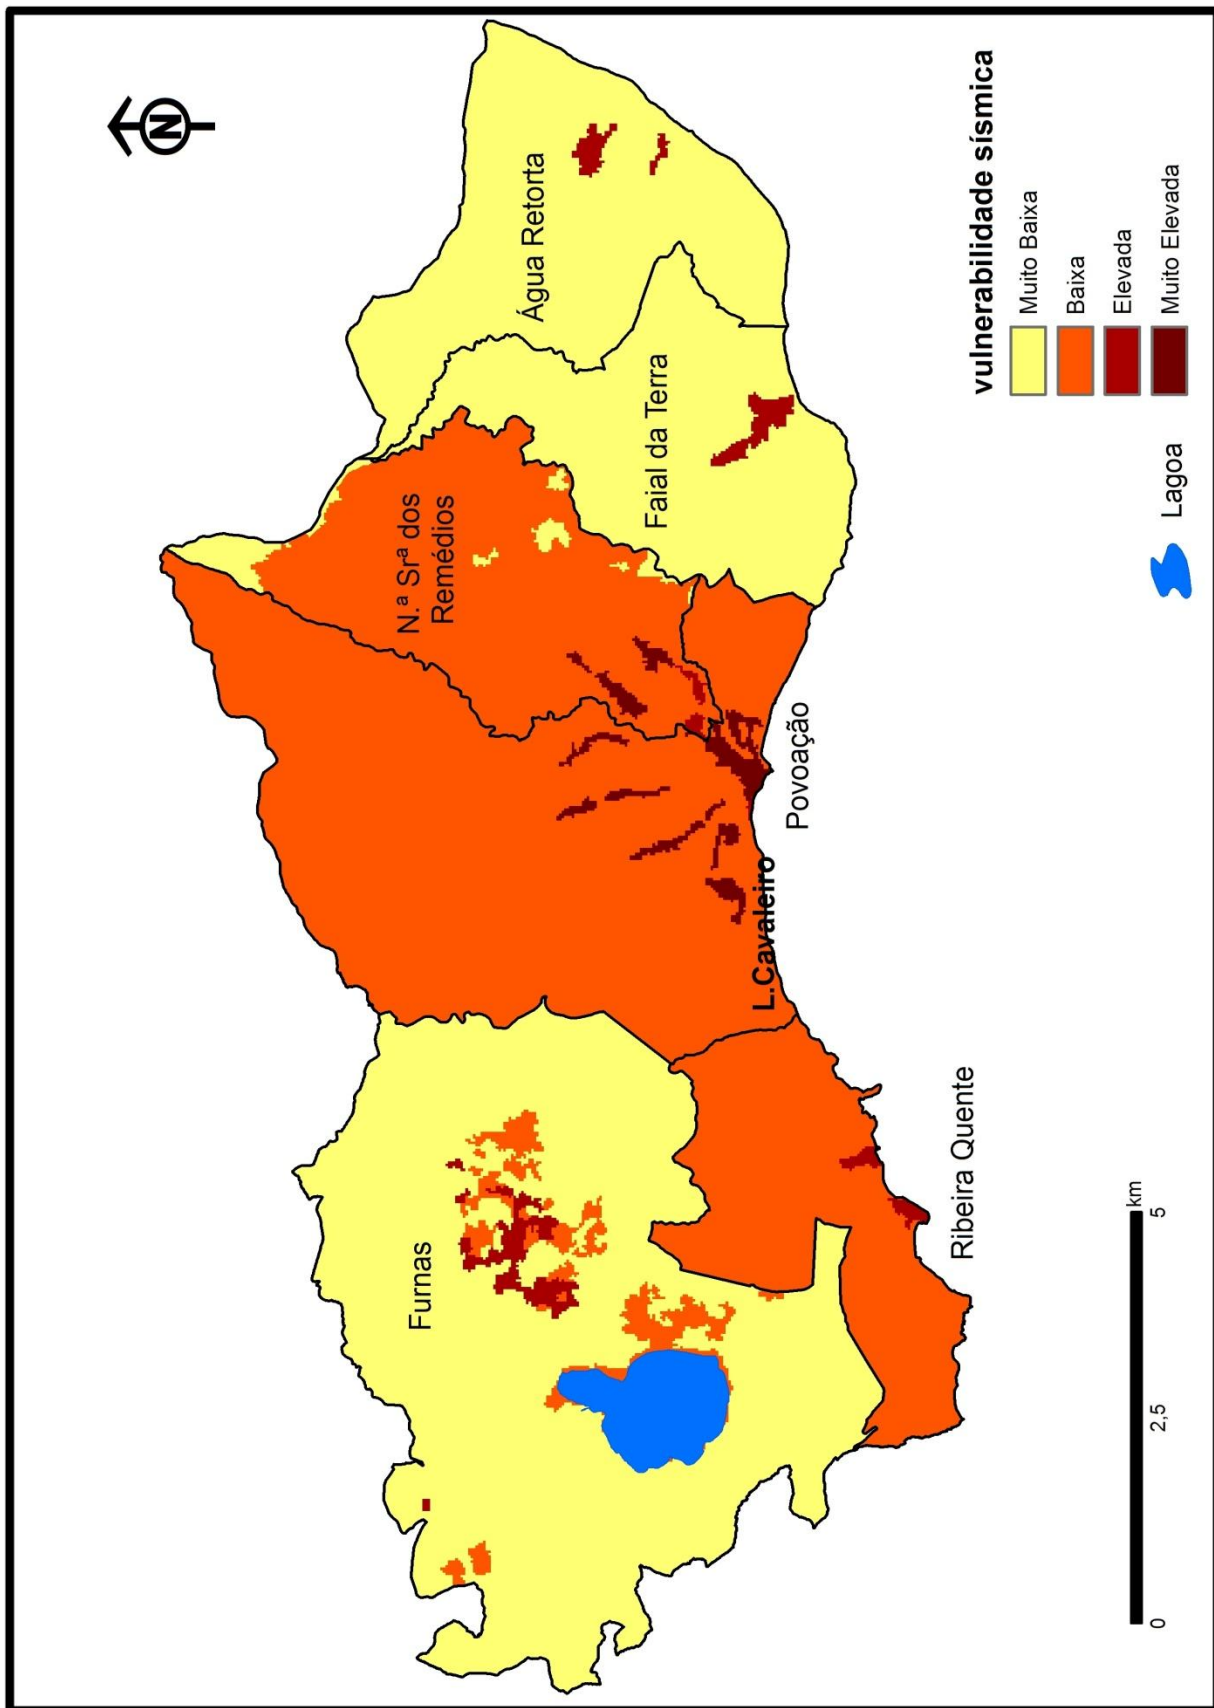 N
Água Retorta
N.ª Srª dos
Remédios
Faial da Terra
Furnas
Povoação
L.Cavaleiro
Ribeira Quente
vulnerabilidade sísmica
Muito Baixa
Baixa
Elevada
Muito Elevada
Lagoa
0 2,5 5
km